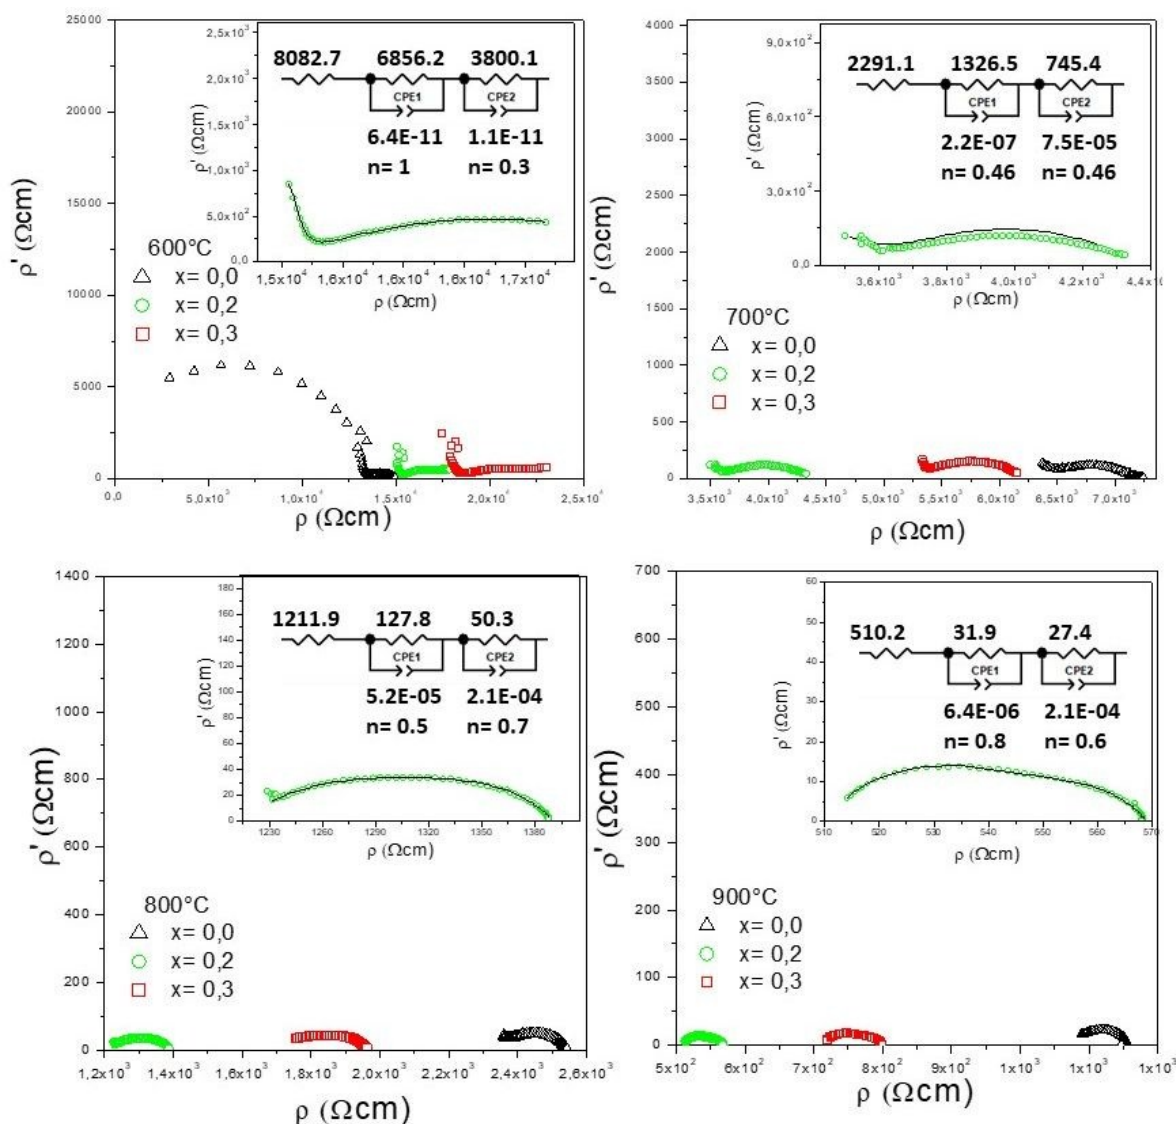 25000
20000
15000
10000
5000
0
ρ' (Ωcm)
0,0
5,0x10³
1,0x10⁴
1,5x10⁴
2,0x10⁴
2,5x10⁴
ρ (Ωcm)
600°C
x= 0,0
x= 0,2
x= 0,3
2,5x10³
2,0x10³
1,5x10³
1,0x10³
5,0x10²
0,0
ρ' (Ωcm)
8082.7 6856.2 3800.1
CPE1 CPE2
6.4E-11 1.1E-11
n= 1 n= 0.3
1,5x10⁴ 1,6x10⁴ 1,6x10⁴ 1,7x10⁴
ρ (Ωcm)
4000
3500
3000
2500
2000
1500
1000
500
0
ρ' (Ωcm)
3,5x10³ 4,0x10³ 4,5x10³ 5,0x10³ 5,5x10³ 6,0x10³ 6,5x10³ 7,0x10³
ρ (Ωcm)
700°C
x= 0,0
x= 0,2
x= 0,3
9,0x10²
6,0x10²
3,0x10²
0,0
ρ' (Ωcm)
2291.1 1326.5 745.4
CPE1 CPE2
2.2E-07 7.5E-05
n= 0.46 n= 0.46
3,6x10³ 3,8x10³ 4,0x10³ 4,2x10³
ρ (Ωcm)
1400
1200
1000
800
600
400
200
0
ρ' (Ωcm)
1,2x10³ 1,4x10³ 1,6x10³ 1,8x10³ 2,0x10³ 2,2x10³ 2,4x10³ 2,6x10³
ρ (Ωcm)
800°C
x= 0,0
x= 0,2
x= 0,3
180
160
140
120
100
80
60
40
20
0
ρ' (Ωcm)
1211.9 127.8 50.3
CPE1 CPE2
5.2E-05 2.1E-04
n= 0.5 n= 0.7
1230 1260 1290 1320 1350 1380
ρ (Ωcm)
700
600
500
400
300
200
100
0
ρ' (Ωcm)
5x10² 6x10² 7x10² 8x10² 9x10² 1x10³ 1x10³ 1x10³
ρ (Ωcm)
900°C
x= 0,0
x= 0,2
x= 0,3
60
50
40
30
20
10
0
ρ' (Ωcm)
510.2 31.9 27.4
CPE1 CPE2
6.4E-06 2.1E-04
n= 0.8 n= 0.6
510 520 530 540 550 560 570
ρ (Ωcm)